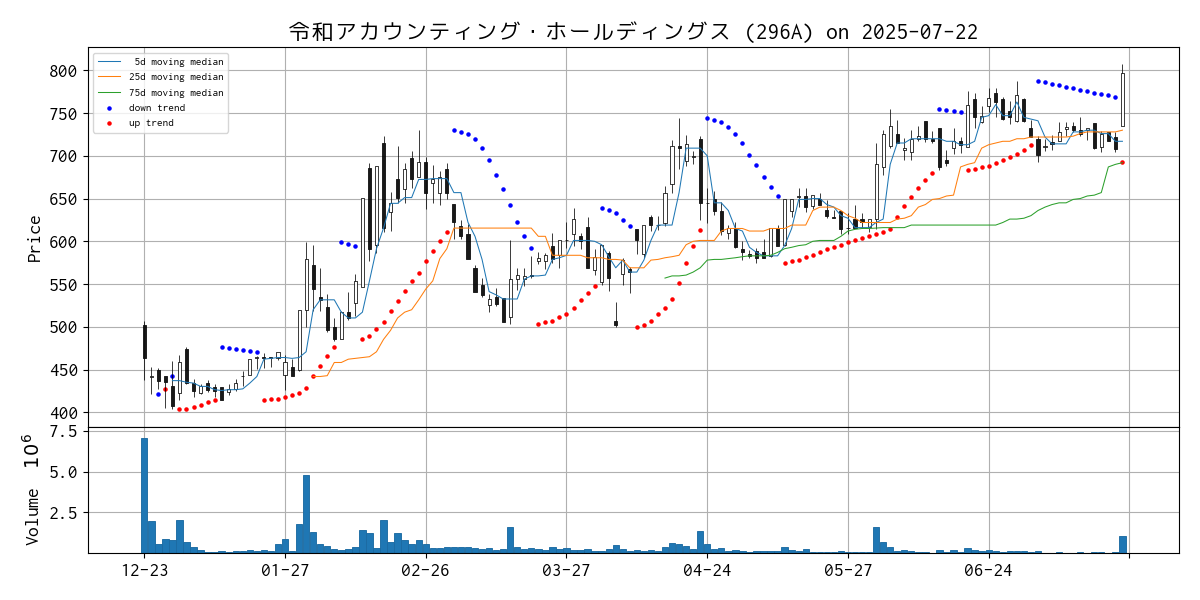 令和アカウンティング・ホールディングス (296A) on 2025-07-22
Price
800
750
700
650
600
550
500
450
400
5d moving median
25d moving median
75d moving median
down trend
up trend
Volume 10^6
7.5
5.0
2.5
12-23 01-27 02-26 03-27 04-24 05-27 06-24